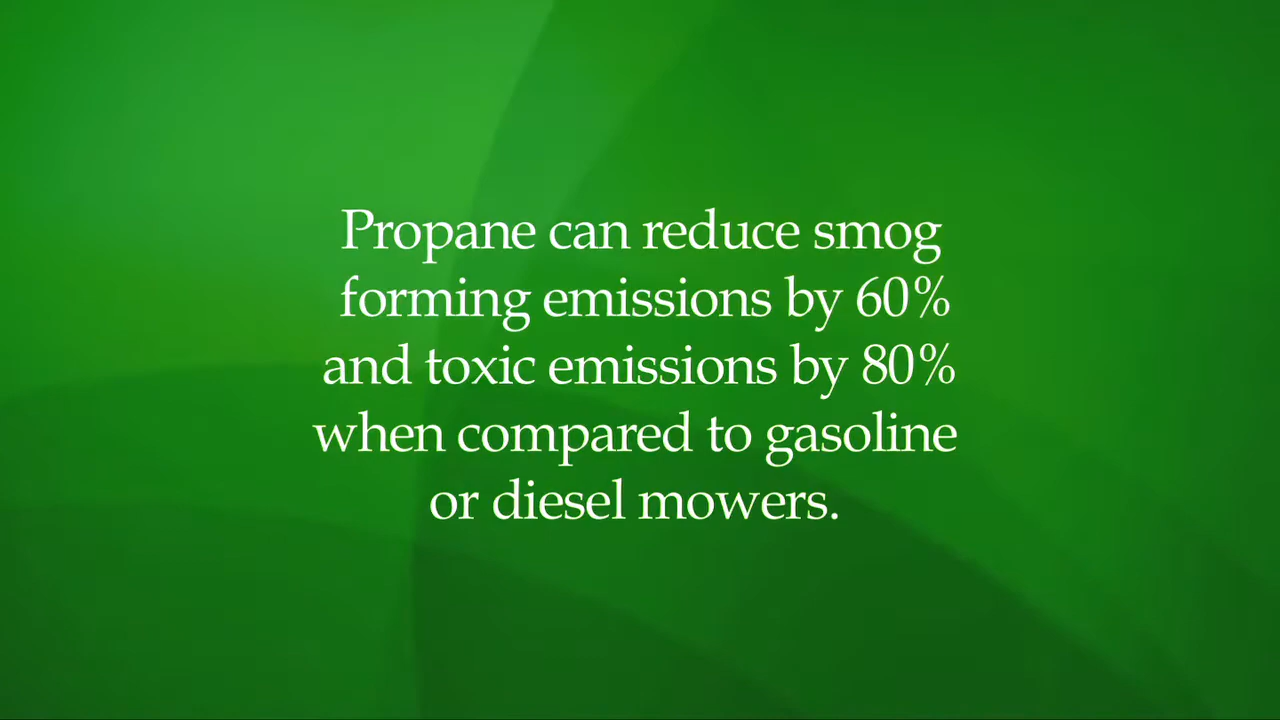 Propane can reduce smog
forming emissions by 60%
and toxic emissions by 80%
when compared to gasoline
or diesel mowers.